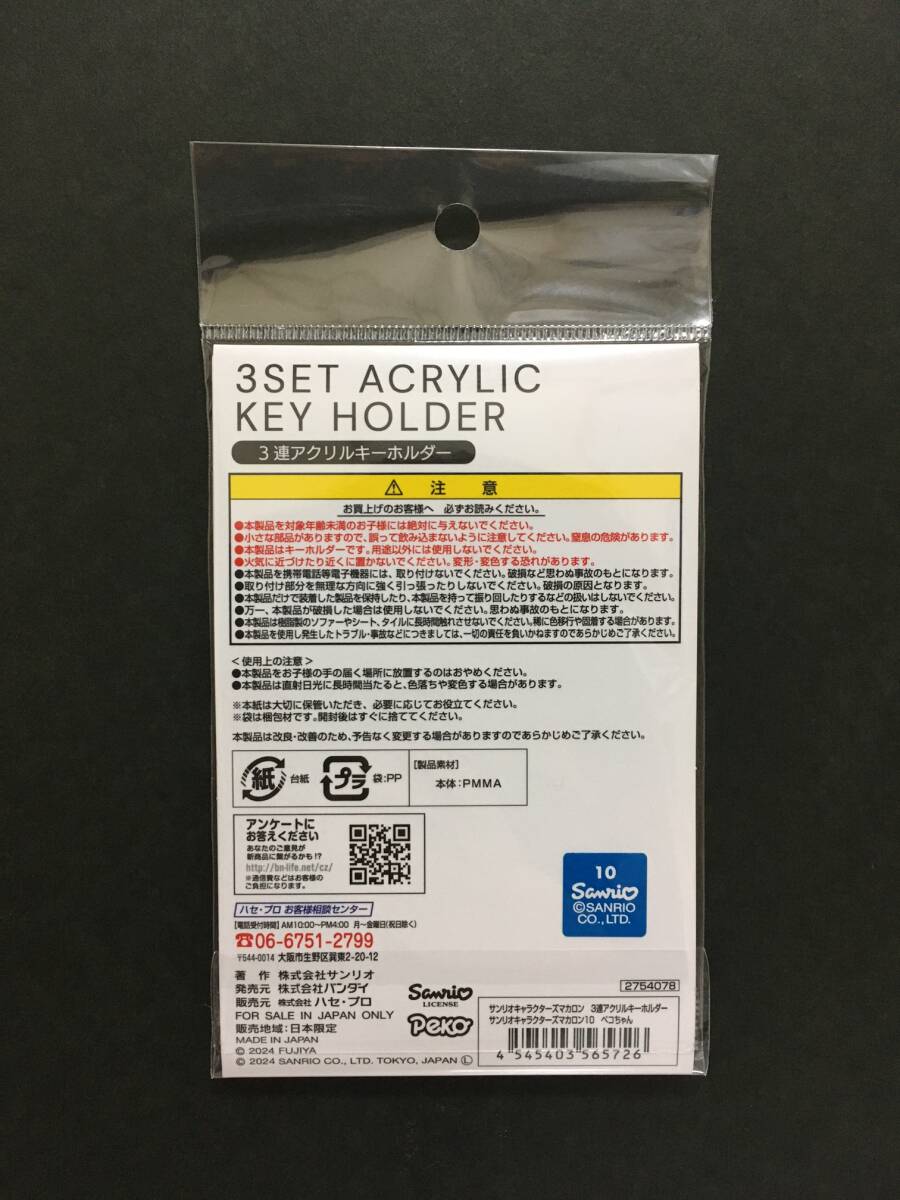 3SET ACRYLIC
KEY HOLDER
3連アクリルキーホルダー
⚠ 注意
お買上げのお客様へ 必ずお読みください。
●本製品を対象年齢未満のお子様には絶対に与えないでください。
●小さな部品がありますので、誤って飲み込まないように注意してください。窒息の危険があります。
●本製品はキーホルダーです。用途以外には使用しないでください。
●火気に近づけたり近くに置かないでください。変形・変色する恐れがあります。
●本製品を携帯電話等電子機器には、取り付けないでください。破損など思わぬ事故のもとになります。
●取り付け部分を無理な方向に強く引っ張ったりしないでください。破損の原因となります。
●本製品だけで装着した製品を保持したり、本製品を持って振り回したりするなどの扱いはしないでください。
●万一、本製品が破損した場合は使用しないでください。思わぬ事故のもとになります。
●本製品は樹脂製のソファーやシート、タイルに長時間触れさせないでください。稀に色移行や固着する場合があります。
●本製品を使用し発生したトラブル・事故などにつきましては、一切の責任を負いかねますのであらかじめご了承ください。
<使用上の注意>
●本製品をお子様の手の届く場所に放置するのはおやめください。
●本製品は直射日光に長時間当たると、色落ちや変色する場合があります。
※本紙は大切に保管いただき、必要に応じてお役立てください。
※袋は梱包材です。開封後はすぐに捨ててください。
本製品は改良・改善のため、予告なく変更する場合がありますのであらかじめご了承ください。
紙 台紙 プラ 袋:PP
[製品素材]
本体:PMMA
アンケートに
お答えください
あなたのご意見が
新商品に繋がるかも!?
http://bn-life.net/cz/
※通信費などはお客様の
ご負担になります。
10
Sanrio
©SANRIO
CO., LTD.
ハセ・プロ お客様相談センター
[電話受付時間] AM10:00〜PM4:00 月〜金曜日(祝日除く)
☎06-6751-2799
〒544-0014 大阪市生野区巽東2-20-12
著作 株式会社サンリオ
発売元 株式会社バンダイ
販売元 株式会社ハセ・プロ
FOR SALE IN JAPAN ONLY
販売地域:日本限定
MADE IN JAPAN
© 2024 FUJIYA
© 2024 SANRIO CO., LTD. TOKYO, JAPAN Ⓛ
Sanrio
LICENSE
Peko
2754078
サンリオキャラクターズマカロン 3連アクリルキーホルダー
サンリオキャラクターズマカロン10 ペコちゃん
4 545403 565726